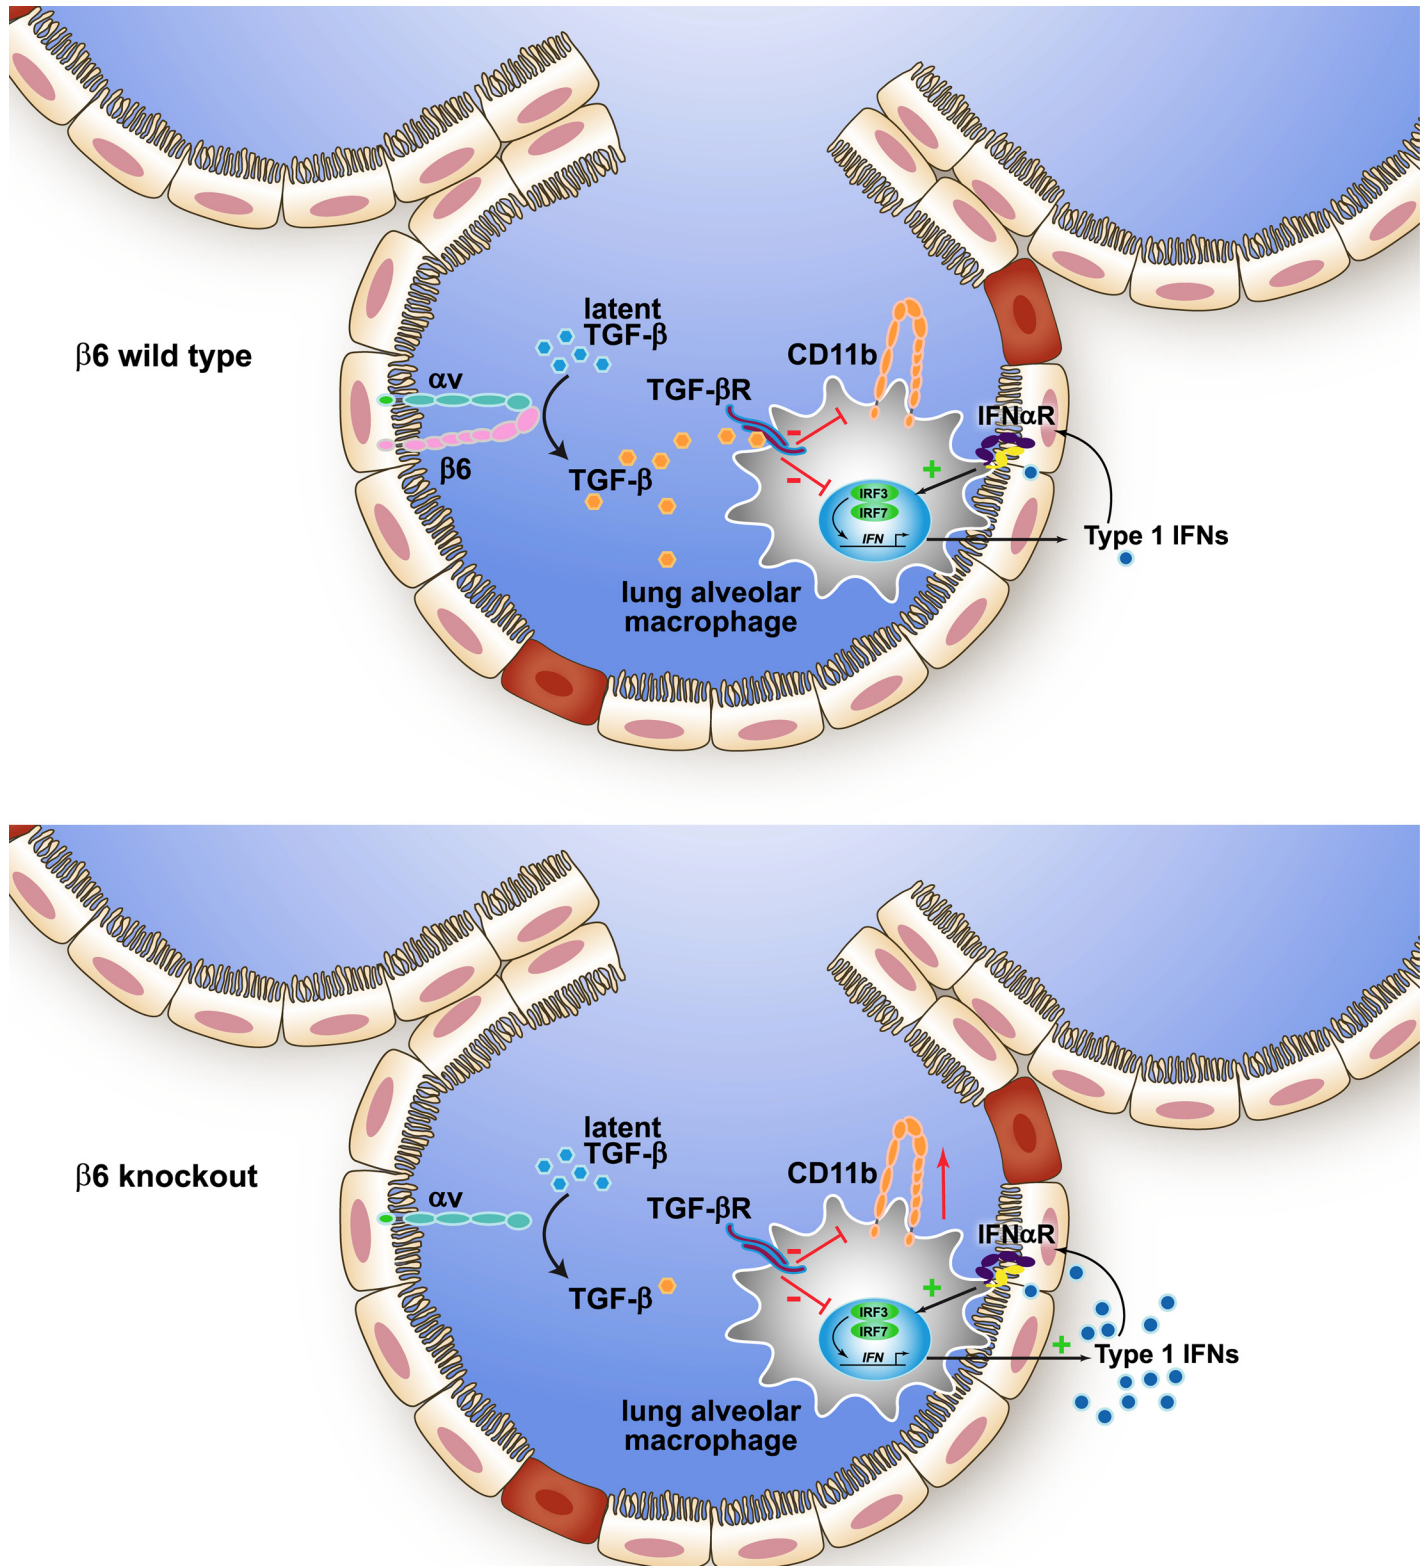 β6 wild type
latent
TGF-β
αv
β6
TGF-β
TGF-βR
CD11b
IFNαR
-
-
+
IRF3
IRF7
IFN
Type 1 IFNs
lung alveolar
macrophage
β6 knockout
latent
TGF-β
αv
TGF-β
TGF-βR
CD11b
IFNαR
-
-
+
IRF3
IRF7
IFN
+
Type 1 IFNs
lung alveolar
macrophage